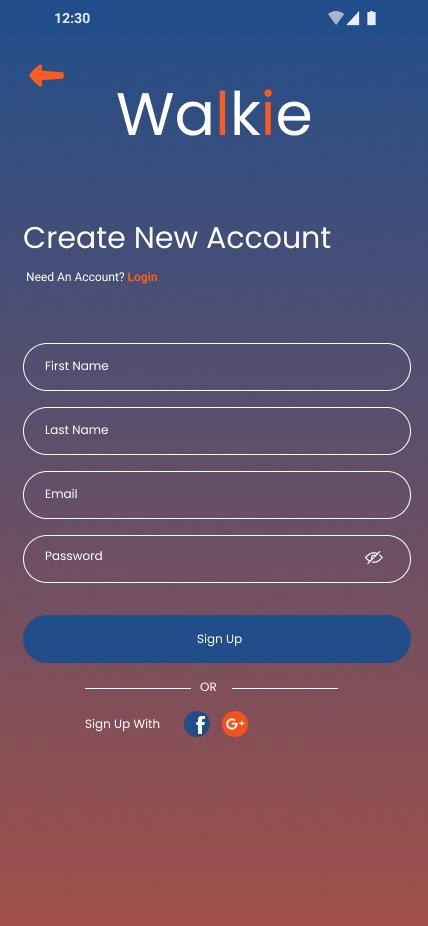 12:30
Walkie
Create New Account
Need An Account? Login
First Name
Last Name
Email
Password
Sign Up
OR
Sign Up With
f
G+